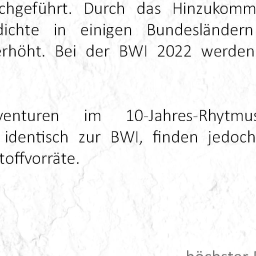 chgeführt. Durch das Hinzukomm
dichte in einigen Bundesländern
erhöht. Bei der BWI 2022 werden
venturen im 10-Jahres-Rhytmus
identisch zur BWI, finden jedoch
toffvorräte.
höchster